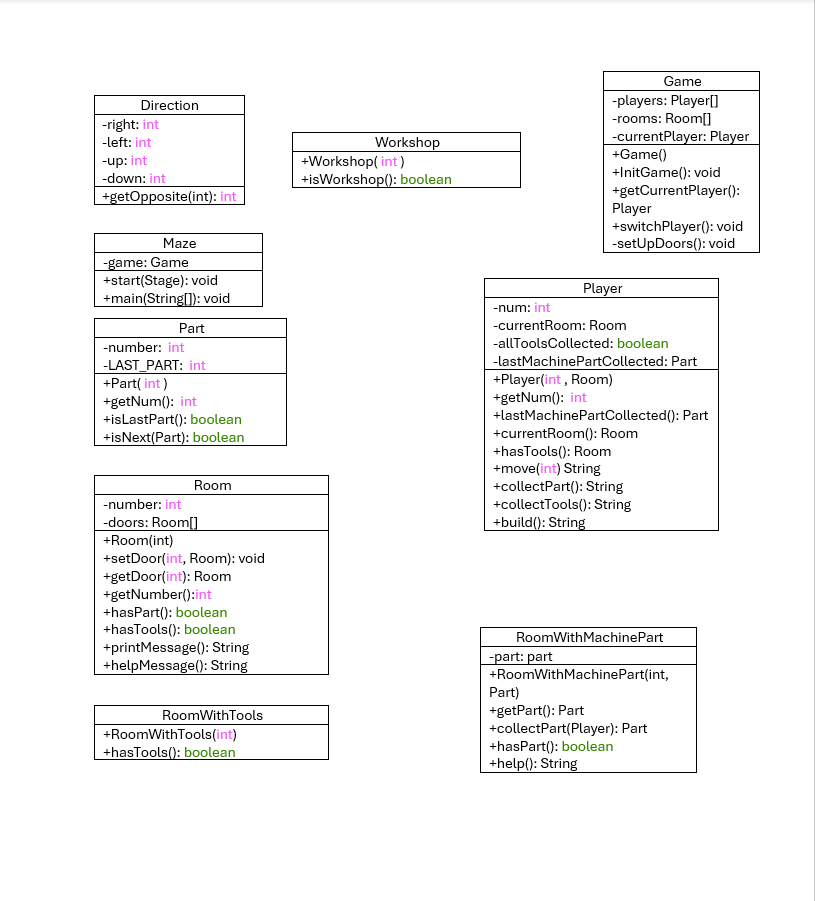 Direction
-right: int
-left: int
-up: int
-down: int
+getOpposite(int): int
Workshop
+Workshop( int )
+isWorkshop(): boolean
Game
-players: Player[]
-rooms: Room[]
-currentPlayer: Player
+Game()
+InitGame(): void
+getCurrentPlayer():
Player
+switchPlayer(): void
-setUpDoors(): void
Maze
-game: Game
+start(Stage): void
+main(String[]): void
Part
-number: int
-LAST_PART: int
+Part( int )
+getNum(): int
+isLastPart(): boolean
+isNext(Part): boolean
Player
-num: int
-currentRoom: Room
-allToolsCollected: boolean
-lastMachinePartCollected: Part
+Player(int , Room)
+getNum(): int
+lastMachinePartCollected(): Part
+currentRoom(): Room
+hasTools(): Room
+move(int) String
+collectPart(): String
+collectTools(): String
+build(): String
Room
-number: int
-doors: Room[]
+Room(int)
+setDoor(int, Room): void
+getDoor(int): Room
+getNumber():int
+hasPart(): boolean
+hasTools(): boolean
+printMessage(): String
+helpMessage(): String
RoomWithMachinePart
-part: part
+RoomWithMachinePart(int,
Part)
+getPart(): Part
+collectPart(Player): Part
+hasPart(): boolean
+help(): String
RoomWithTools
+RoomWithTools(int)
+hasTools(): boolean